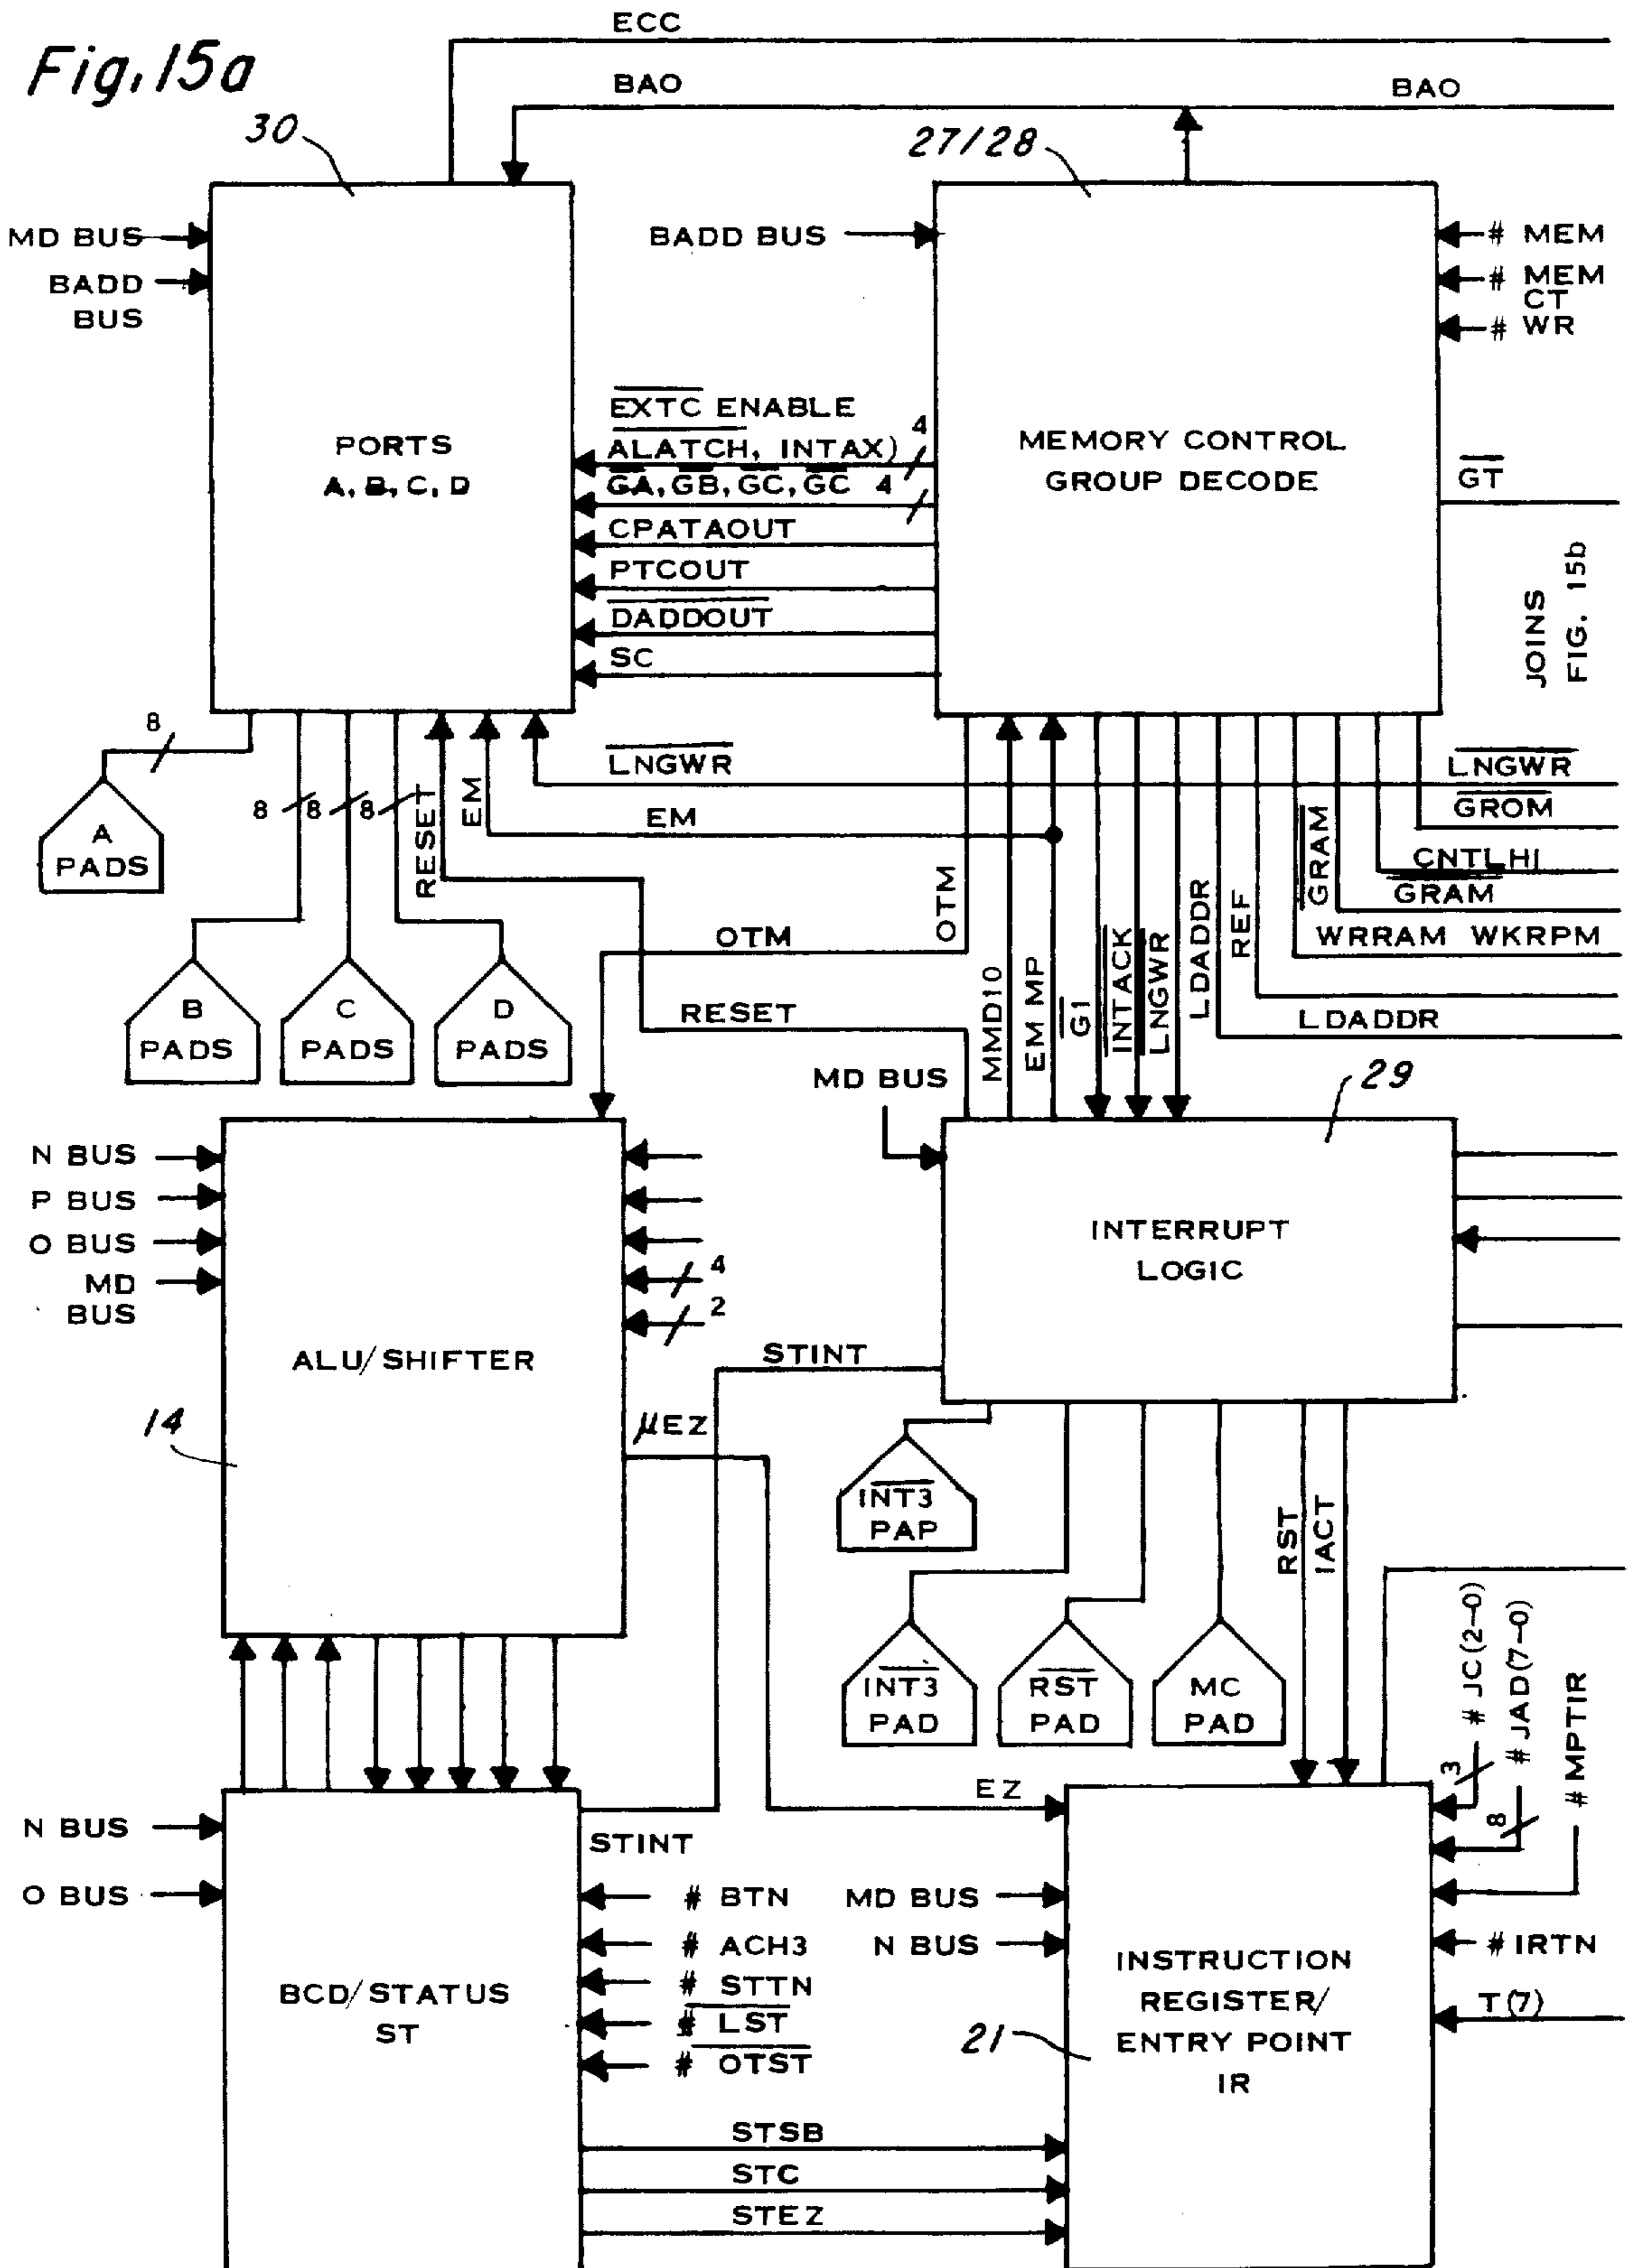 Fig. 15a
ECC
BAO
BAO
30
27/28
MD BUS
BADD
BUS
BADD BUS
# MEM
# MEM
CT
# WR
PORTS
A, B, C, D
EXTC ENABLE
ALATCH, INTAX) 4
GA, GB, GC, GC 4
CPATAOUT
PTCOUT
DADDOUT
SC
MEMORY CONTROL
GROUP DECODE
GT
JOINS
FIG. 15b
8
A
PADS
8
8
8
RESET
EM
LNGWR
EM
LNGWR
GROM
CNTLHI
GRAM
WRRAM WKRPM
LDADDR
OTM
OTM
RESET
MMD10
EM MP
G1
INTACK
LNGWR
LDADDR
REF
GRAM
B
PADS
C
PADS
D
PADS
MD BUS
29
N BUS
P BUS
O BUS
MD
BUS
4
2
ALU/SHIFTER
14
INTERRUPT
LOGIC
STINT
μEZ
INT3
PAP
INT3
PAD
RST
PAD
MC
PAD
RST
IACT
# JC(2-0)
# JAD(7-0)
# MPTIR
3
8
EZ
N BUS
O BUS
STINT
# BTN
# ACH3
# STTN
# LST
# OTST
BCD/STATUS
ST
MD BUS
N BUS
# IRTN
T(7)
INSTRUCTION
REGISTER/
ENTRY POINT
IR
21
STSB
STC
STEZ